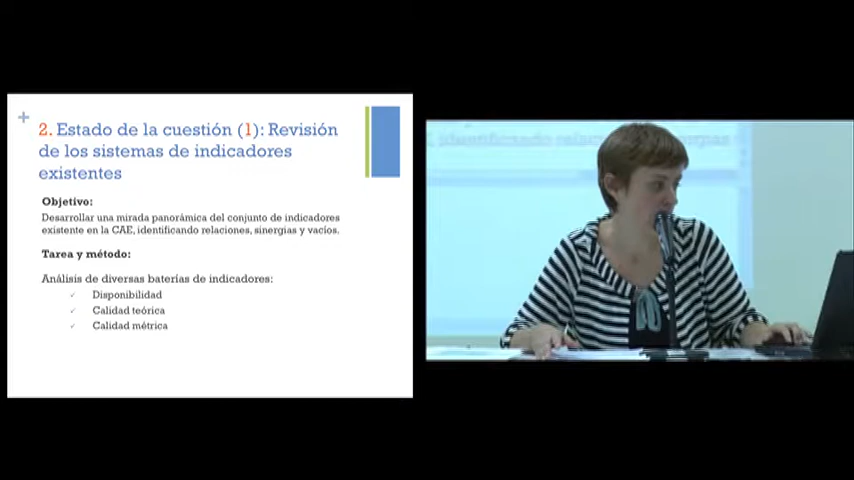 2. Estado de la cuestión (1): Revisión
de los sistemas de indicadores
existentes
Objetivo:
Desarrollar una mirada panorámica del conjunto de indicadores
existente en la CAE, identificando relaciones, sinergias y vacíos.
Tarea y método:
Análisis de diversas baterías de indicadores:
✓ Disponibilidad
✓ Calidad teórica
✓ Calidad métrica
identificando